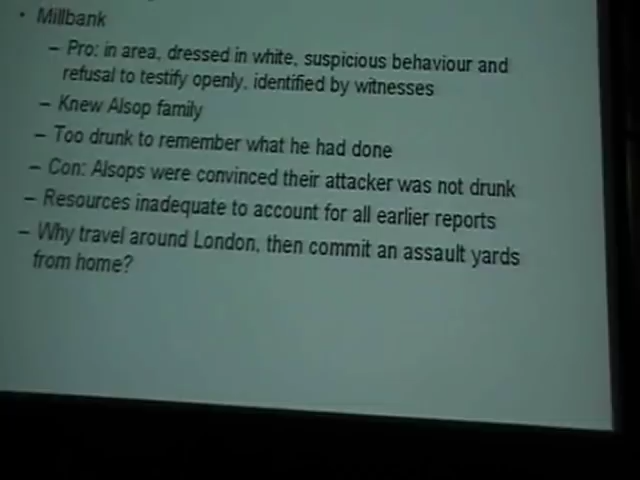 • Millbank
– Pro: in area, dressed in white, suspicious behaviour and
refusal to testify openly, identified by witnesses
– Knew Alsop family
– Too drunk to remember what he had done
– Con: Alsops were convinced their attacker was not drunk
– Resources inadequate to account for all earlier reports
– Why travel around London, then commit an assault yards
from home?